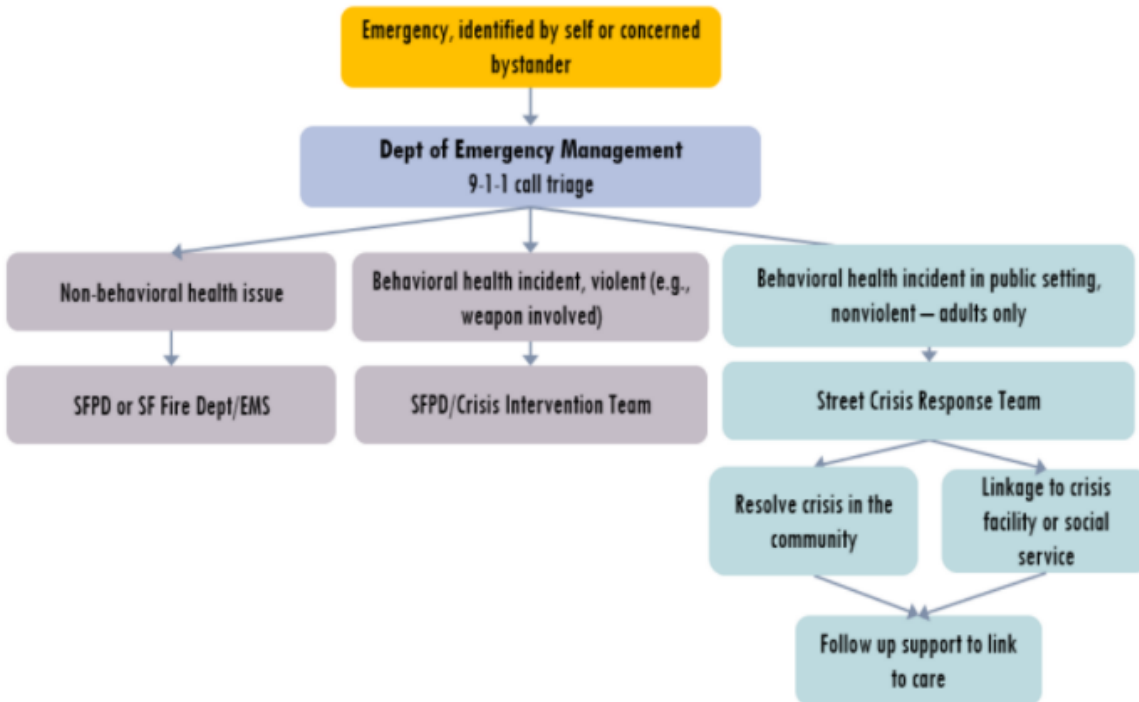 Emergency, identified by self or concerned
bystander
Dept of Emergency Management
9-1-1 call triage
Non-behavioral health issue
Behavioral health incident, violent (e.g.,
weapon involved)
Behavioral health incident in public setting,
nonviolent – adults only
SFPD or SF Fire Dept/EMS
SFPD/Crisis Intervention Team
Street Crisis Response Team
Resolve crisis in the
community
Linkage to crisis
facility or social
service
Follow up support to link
to care